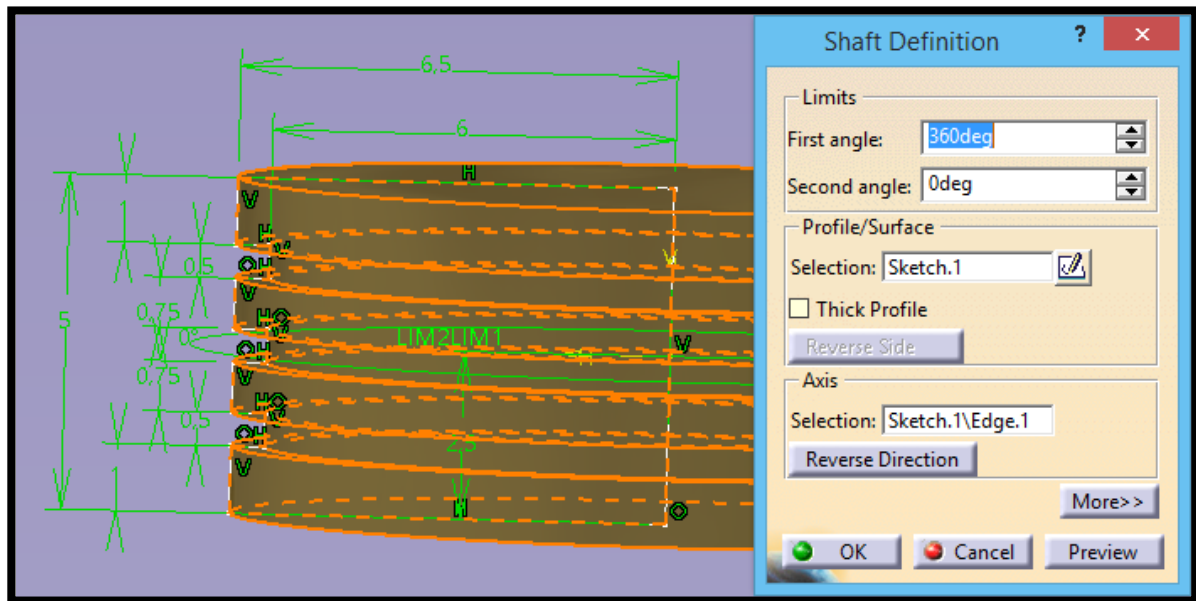 Shaft Definition
?
×
Limits
First angle:
360deg
Second angle:
0deg
Profile/Surface
Selection:
Sketch.1
Thick Profile
Reverse Side
Axis
Selection:
Sketch.1\Edge.1
Reverse Direction
More>>
OK
Cancel
Preview
6,5
6
H
V
1
H
0,5
O
H
V
0,75
5
H
O
0°
LIM2LIM1
H
V
O
H
0,75
V
H
O
0,5
O
H
V
2,5
1
H
O